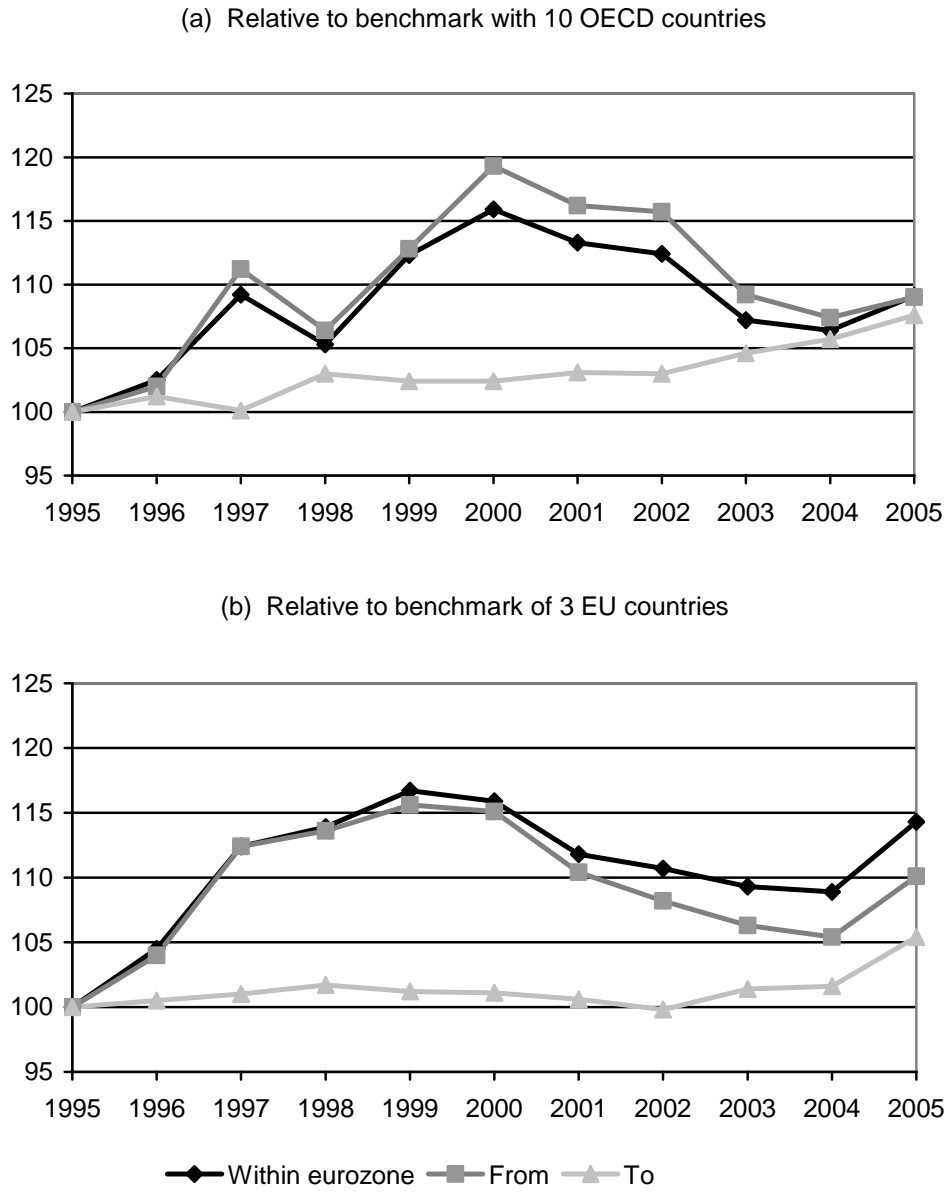 (a) Relative to benchmark with 10 OECD countries
125
120
115
110
105
100
95
1995 1996 1997 1998 1999 2000 2001 2002 2003 2004 2005
(b) Relative to benchmark of 3 EU countries
125
120
115
110
105
100
95
1995 1996 1997 1998 1999 2000 2001 2002 2003 2004 2005
Within eurozone From To